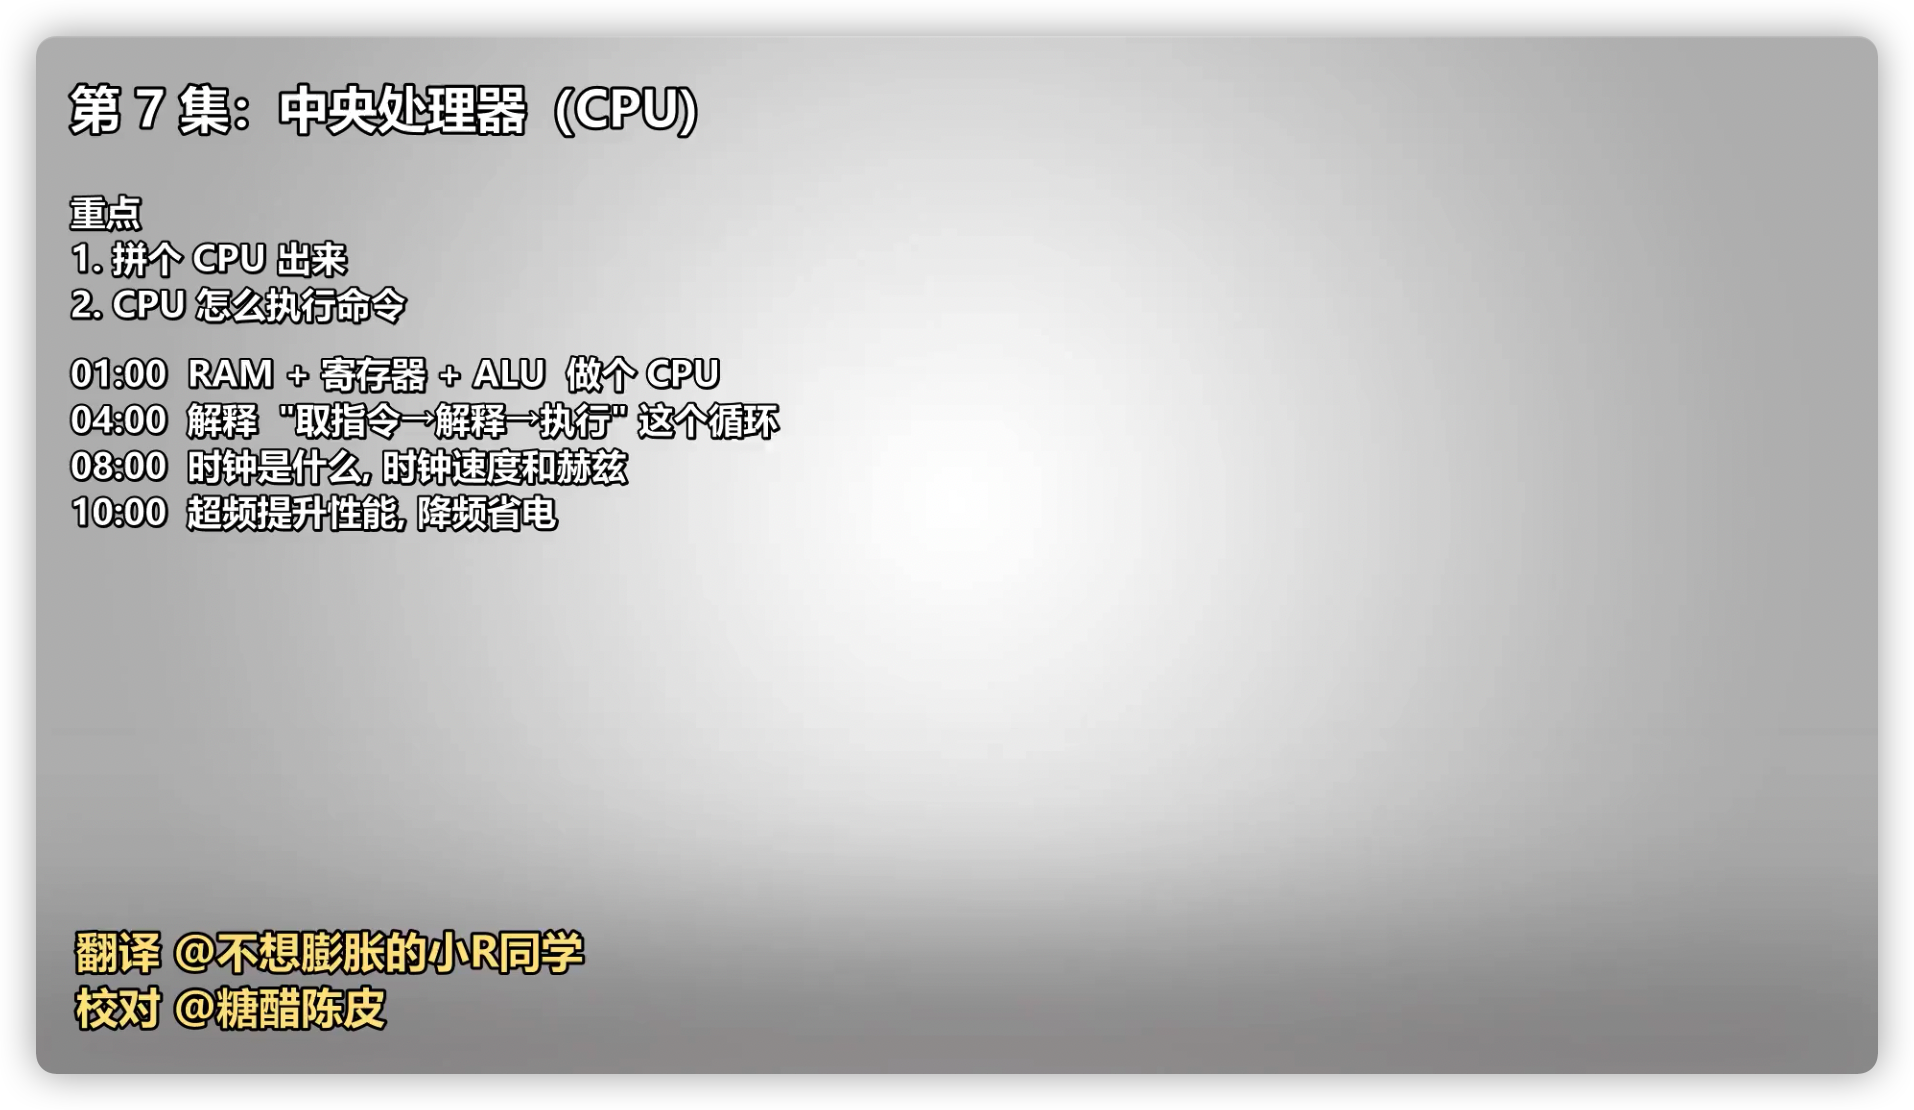 第 7 集：中央处理器（CPU）
重点
1. 拼个 CPU 出来
2. CPU 怎么执行命令
01:00 RAM + 寄存器 + ALU 做个 CPU
04:00 解释 "取指令→解释→执行" 这个循环
08:00 时钟是什么, 时钟速度和赫兹
10:00 超频提升性能, 降频省电
翻译 @不想膨胀的小R同学
校对 @糖醋陈皮